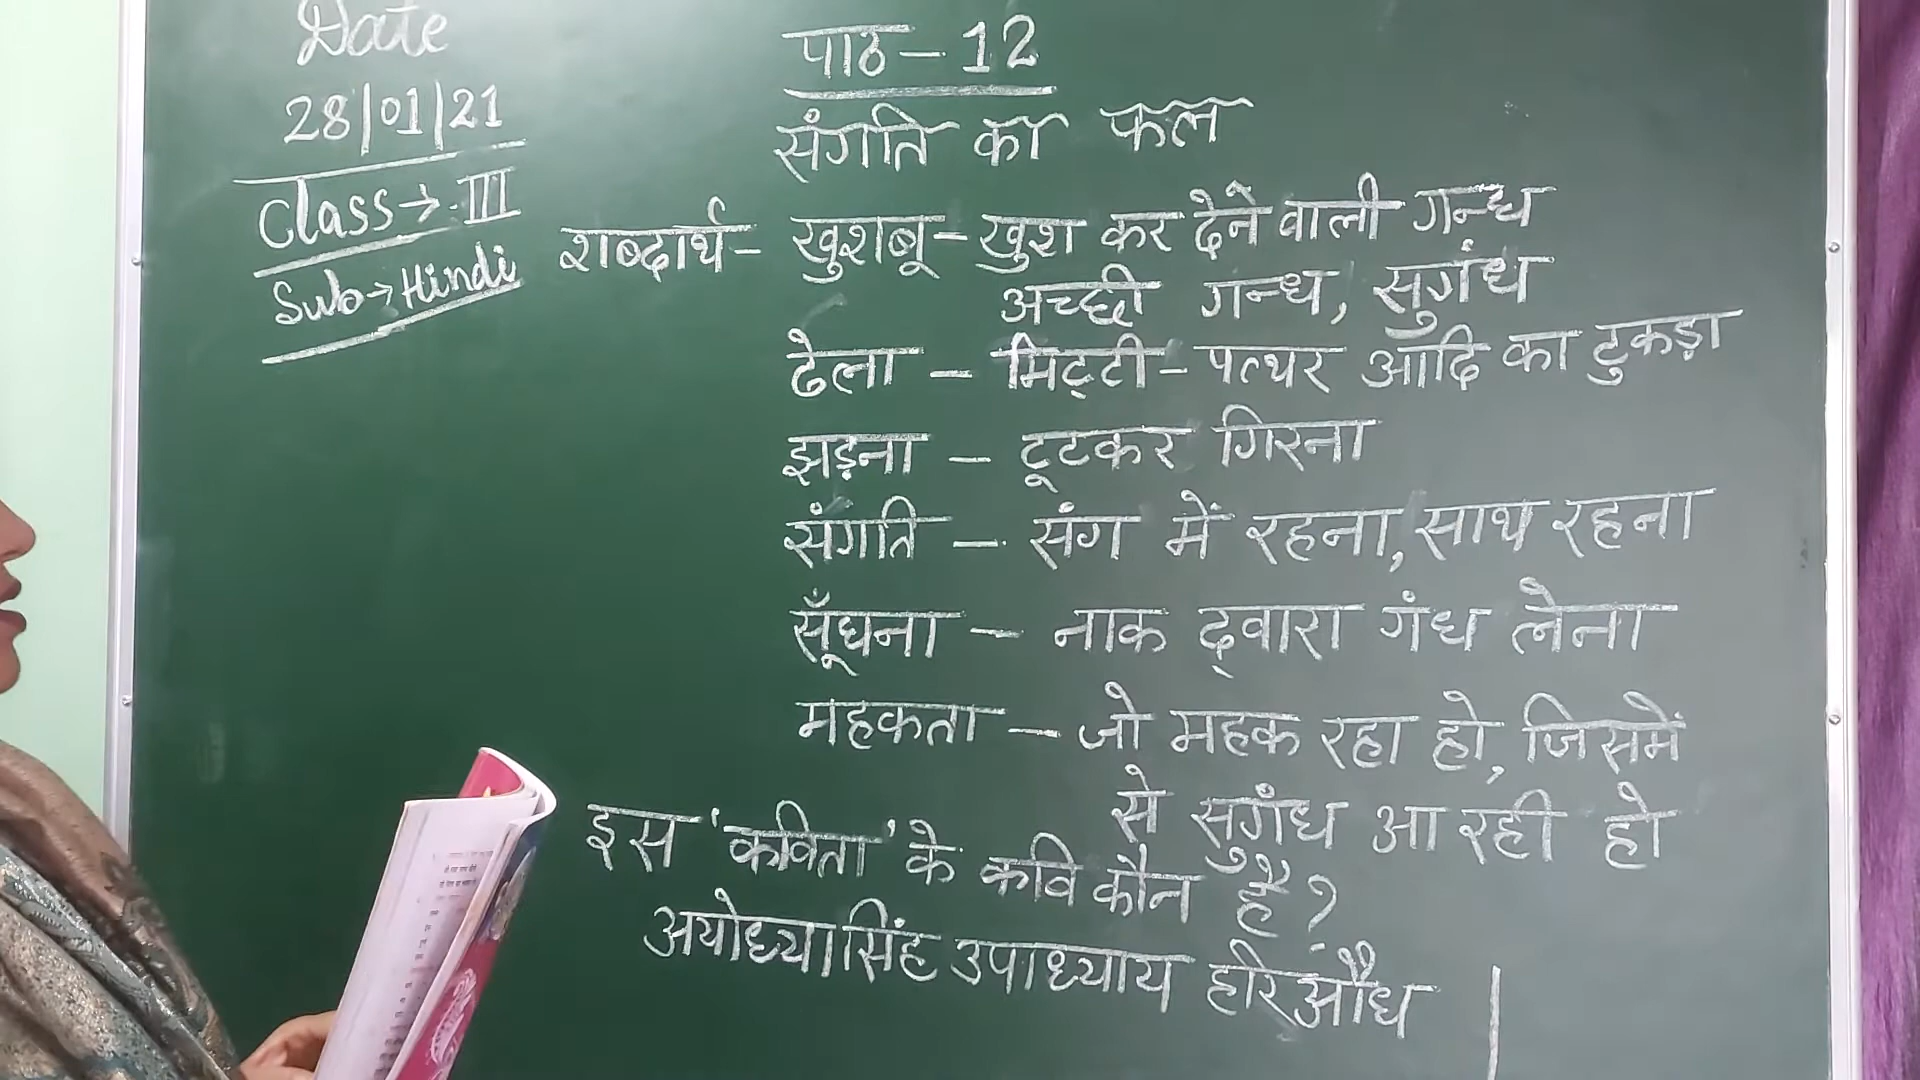 Date
28/01/21
Class→ III
Sub→Hindi
पाठ-12
संगति का फल
शब्दार्थ- खुशबू- खुश कर देने वाली गन्ध
अच्छी गन्ध, सुगंध
ढेला - मिट्टी- पत्थर आदि का टुकड़ा
झड़ना - टूटकर गिरना
संगति - संग में रहना, साथ रहना
सूँघना - नाक द्वारा गंध लेना
महकता - जो महक रहा हो, जिसमें
से सुगंध आ रही हो
इस 'कविता' के कवि कौन है?
अयोध्यासिंह उपाध्याय हरिऔध |